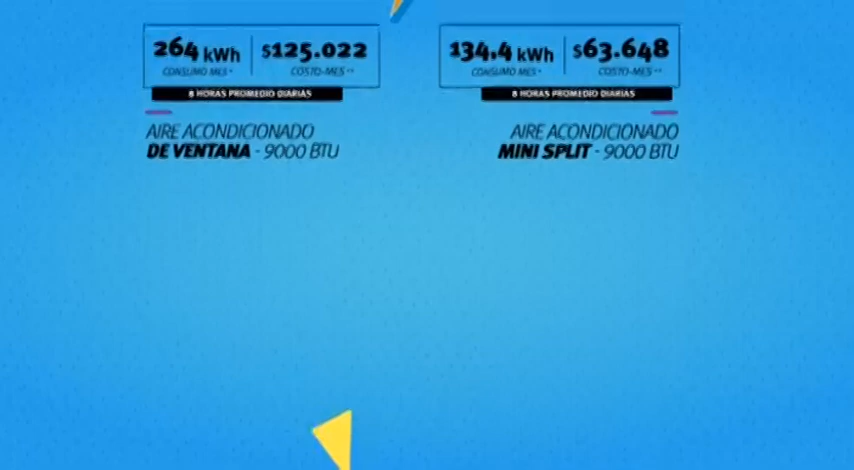 264 kWh $125.022
CONSUMO MES* COSTO-MES**
8 HORAS PROMEDIO DIARIAS
AIRE ACONDICIONADO
DE VENTANA - 9000 BTU
134,4 kWh $63.648
CONSUMO MES* COSTO-MES**
8 HORAS PROMEDIO DIARIAS
AIRE ACONDICIONADO
MINI SPLIT - 9000 BTU